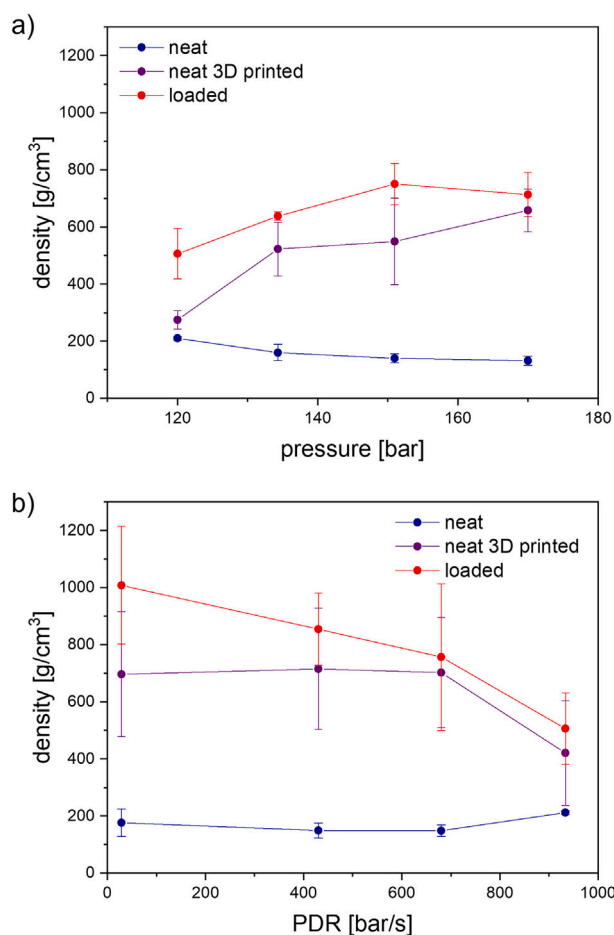 a)
1200
1000
800
600
400
200
0
density [g/cm³]
neat
neat 3D printed
loaded
120
140
160
180
pressure [bar]
b)
1200
1000
800
600
400
200
0
density [g/cm³]
neat
neat 3D printed
loaded
0
200
400
600
800
1000
PDR [bar/s]